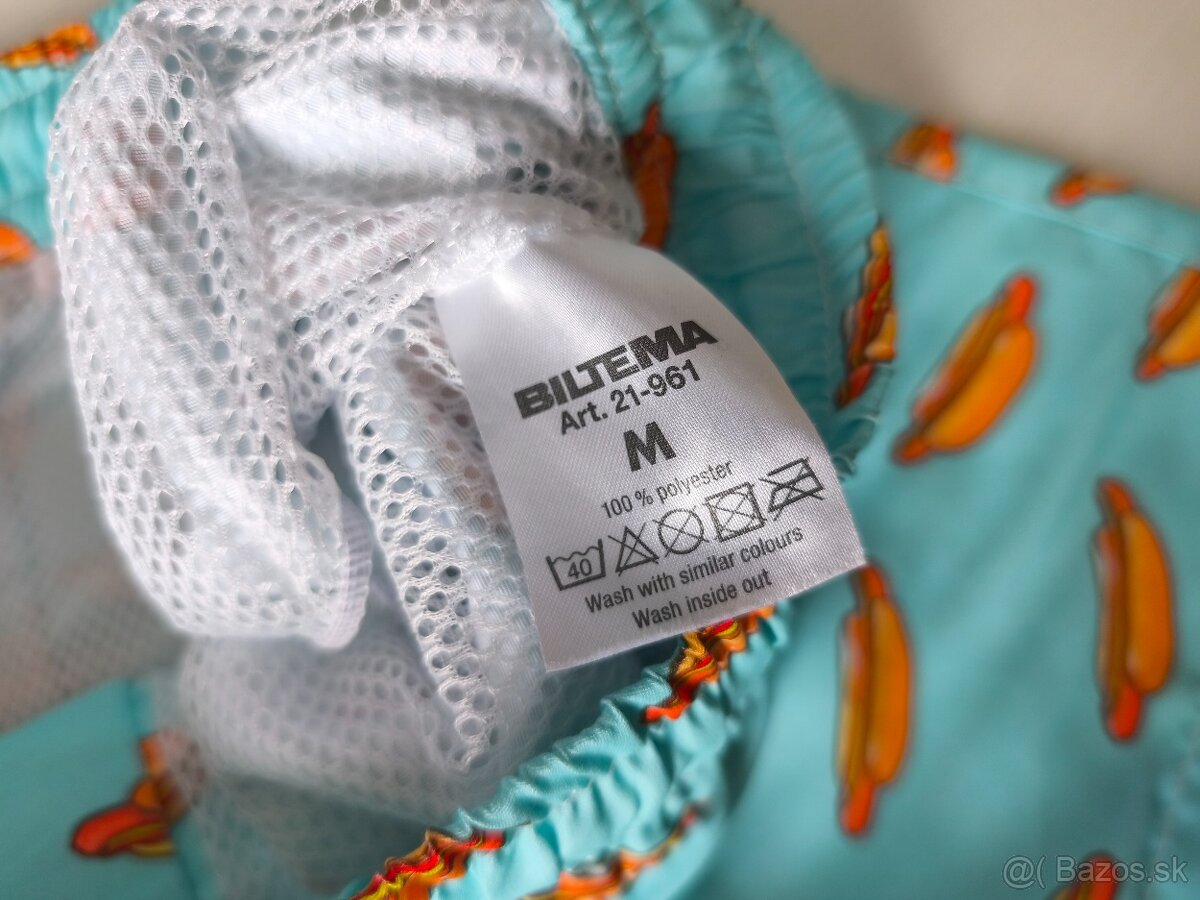 BILTEMA
Art. 21-961
M
100 % polyester
40
Wash with similar colours
Wash inside out
@( Bazos.sk